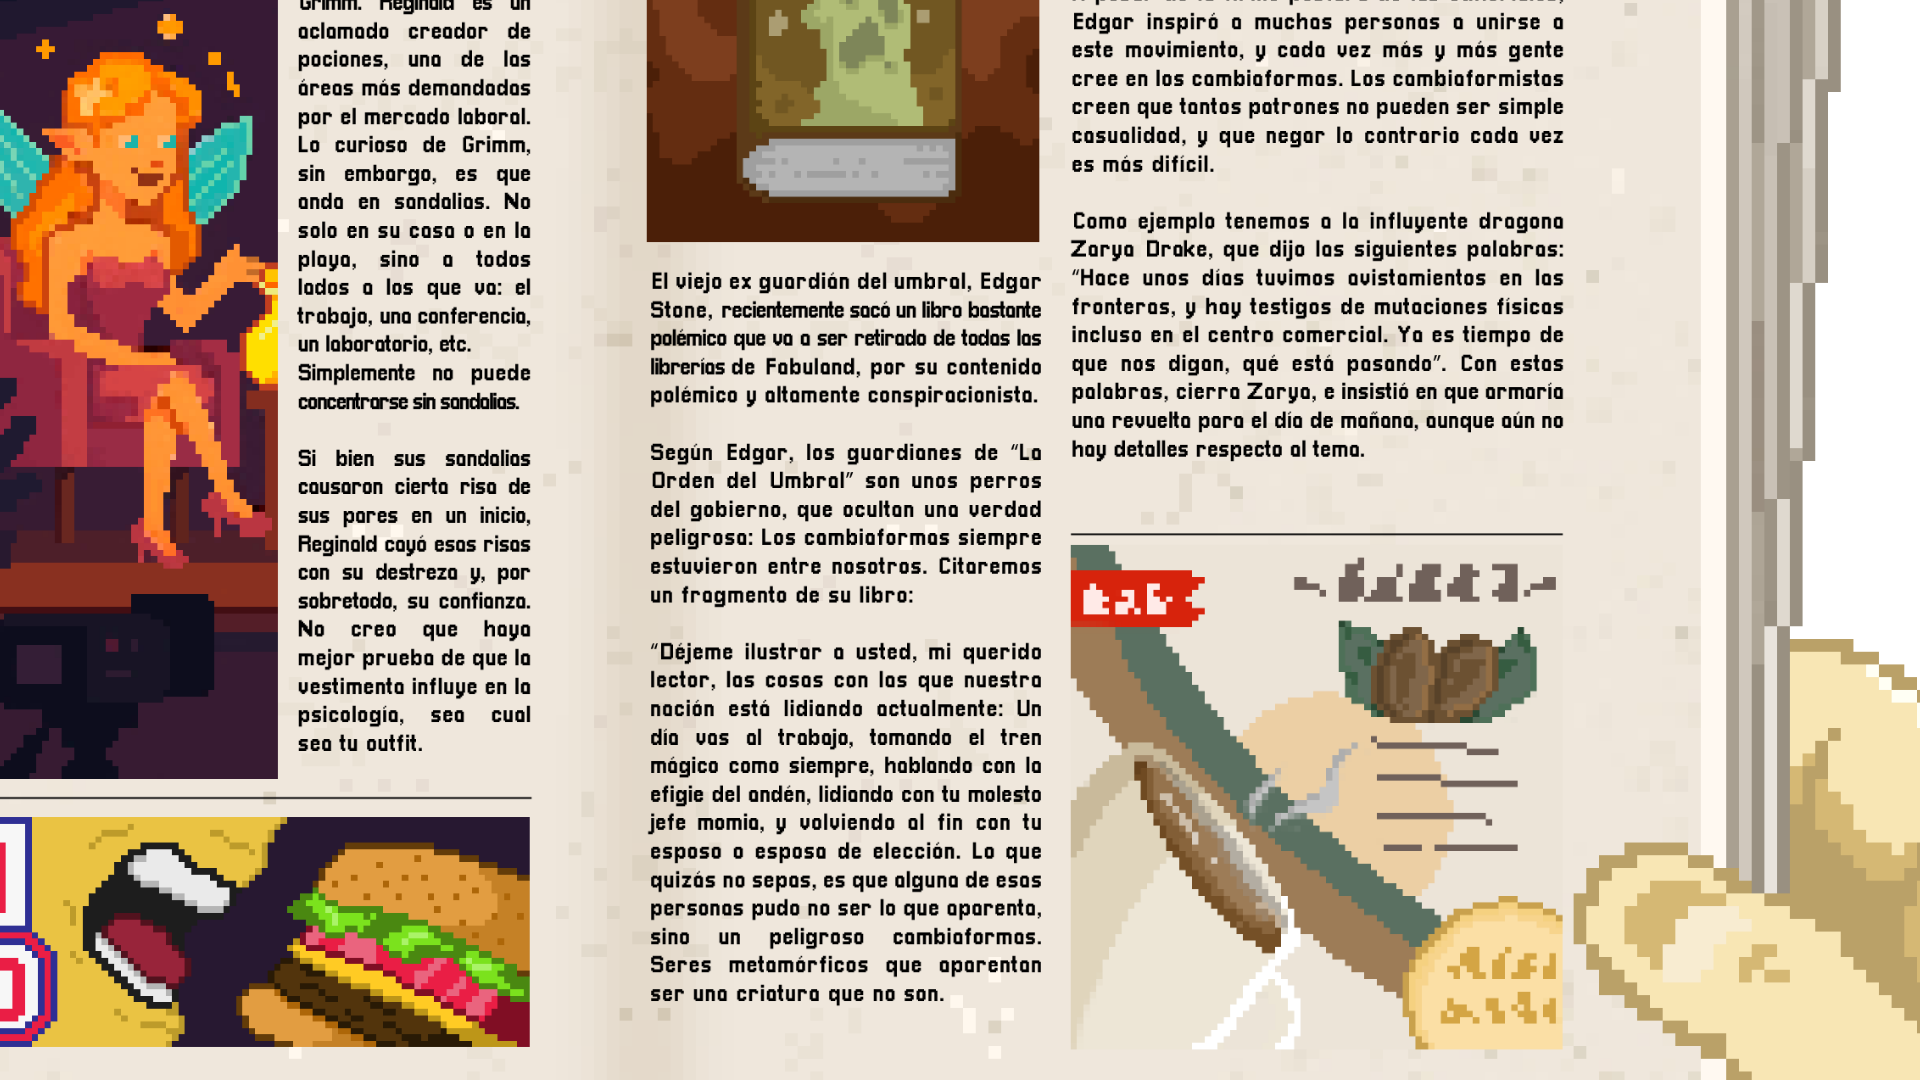 Grimm. Reginald es un
aclamado creador de
pociones, una de las
áreas más demandadas
por el mercado laboral.
Lo curioso de Grimm,
sin embargo, es que
anda en sandalias. No
solo en su casa o en la
playa, sino a todos
lados a los que va: el
trabajo, una conferencia,
un laboratorio, etc.
Simplemente no puede
concentrarse sin sandalias.
Si bien sus sandalias
causaron cierta risa de
sus pares en un inicio,
Reginald cayó esas risas
con su destreza y, por
sobretodo, su confianza.
No creo que haya
mejor prueba de que la
vestimenta influye en la
psicología, sea cual
sea tu outfit.
El viejo ex guardián del umbral, Edgar
Stone, recientemente sacó un libro bastante
polémico que va a ser retirado de todas las
librerías de Fabuland, por su contenido
polémico y altamente conspiracionista.
Según Edgar, los guardianes de "La
Orden del Umbral" son unos perros
del gobierno, que ocultan una verdad
peligrosa: Los cambiaformas siempre
estuvieron entre nosotros. Citaremos
un fragmento de su libro:
"Déjeme ilustrar a usted, mi querido
lector, las cosas con las que nuestra
nación está lidiando actualmente: Un
día vas al trabajo, tomando el tren
mágico como siempre, hablando con la
efigie del andén, lidiando con tu molesto
jefe momia, y volviendo al fin con tu
esposo o esposa de elección. Lo que
quizás no sepas, es que alguna de esas
personas pudo no ser lo que aparenta,
sino un peligroso cambiaformas.
Seres metamórficos que aparentan
ser una criatura que no son.
Edgar inspiró a muchas personas a unirse a
este movimiento, y cada vez más y más gente
cree en los cambiaformas. Los cambiaformistas
creen que tantos patrones no pueden ser simple
casualidad, y que negar lo contrario cada vez
es más difícil.
Como ejemplo tenemos a la influyente dragona
Zarya Drake, que dijo las siguientes palabras:
"Hace unos días tuvimos avistamientos en las
fronteras, y hay testigos de mutaciones físicas
incluso en el centro comercial. Ya es tiempo de
que nos digan, qué está pasando". Con estas
palabras, cierra Zarya, e insistió en que armaría
una revuelta para el día de mañana, aunque aún no
hay detalles respecto al tema.